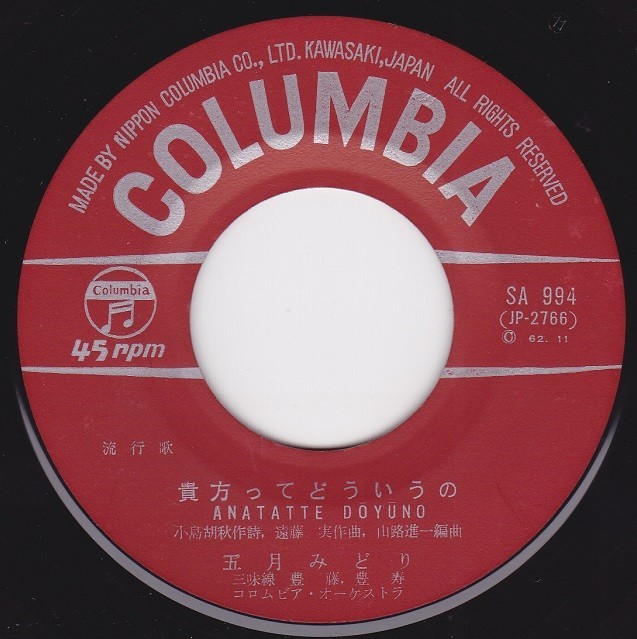 MADE BY NIPPON COLUMBIA CO., LTD. KAWASAKI, JAPAN ALL RIGHTS RESERVED
COLUMBIA
Columbia
45 rpm
SA 994
(JP-2766)
Ⓒ 62. 11
流行歌
貴方ってどういうの
ANATATTE DŌYŪNO
小島胡秋作詩, 遠藤 実作曲, 山路進一編曲
五月みどり
三味線 豊藤, 豊寿
コロムビア・オーケストラ